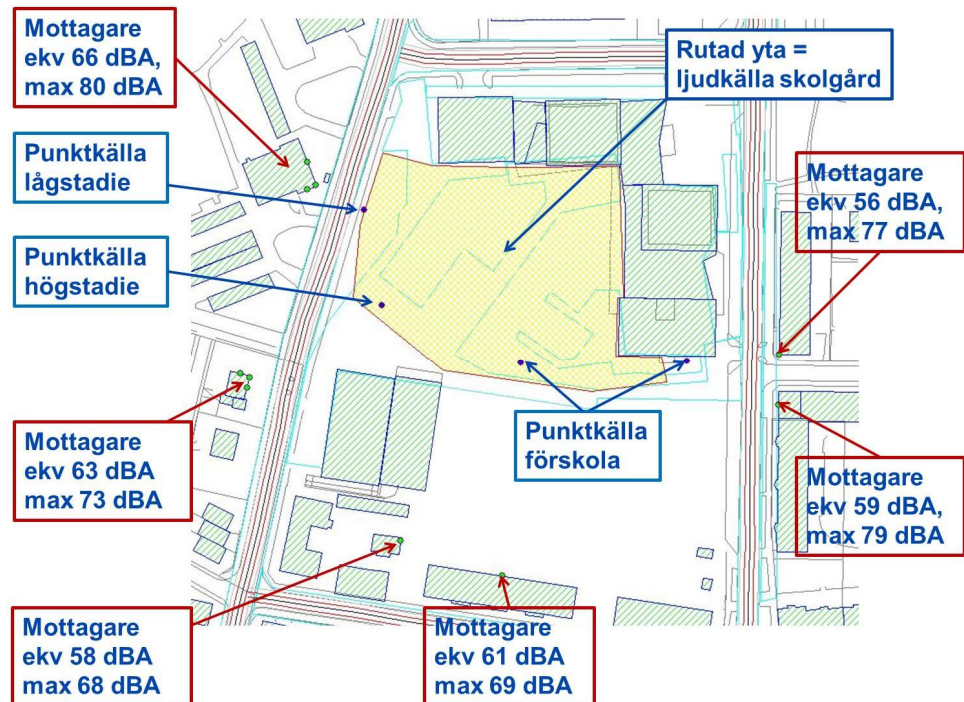 Mottagare
ekv 66 dBA,
max 80 dBA
Rutad yta =
ljudkälla skolgård
Punktkälla
lågstadie
Mottagare
ekv 56 dBA,
max 77 dBA
Punktkälla
högstadie
Punktkälla
förskola
Mottagare
ekv 63 dBA
max 73 dBA
Mottagare
ekv 59 dBA,
max 79 dBA
Mottagare
ekv 58 dBA
max 68 dBA
Mottagare
ekv 61 dBA
max 69 dBA